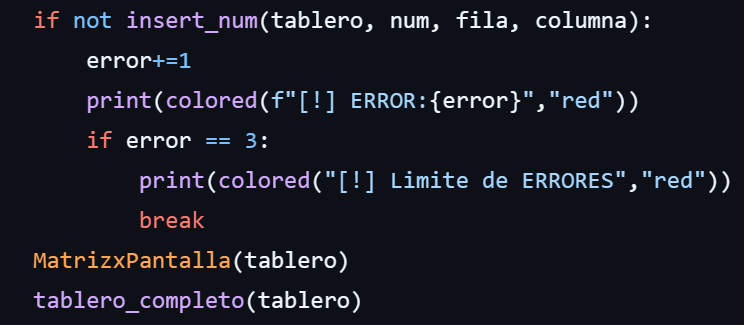 if not insert_num(tablero, num, fila, columna):
    error+=1
    print(colored(f"[!] ERROR:{error}","red"))
    if error == 3:
        print(colored("[!] Limite de ERRORES","red"))
        break
MatrizxPantalla(tablero)
tablero_completo(tablero)